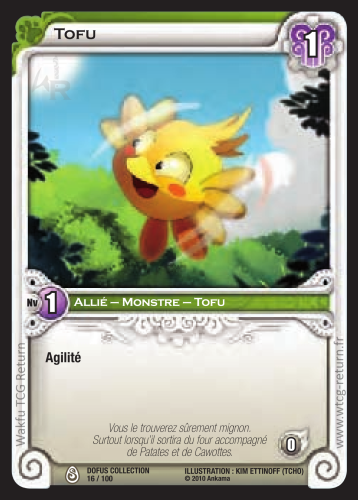 TOFU
1
Nv 1 ALLIÉ – MONSTRE – TOFU
Agilité
Wakfu TCG Return
www.wtcg-return.fr
Vous le trouverez sûrement mignon.
Surtout lorsqu'il sortira du four accompagné
de Patates et de Cawottes.
0
DOFUS COLLECTION
16 / 100
ILLUSTRATION : KIM ETTINOFF (TCHO)
© 2010 Ankama